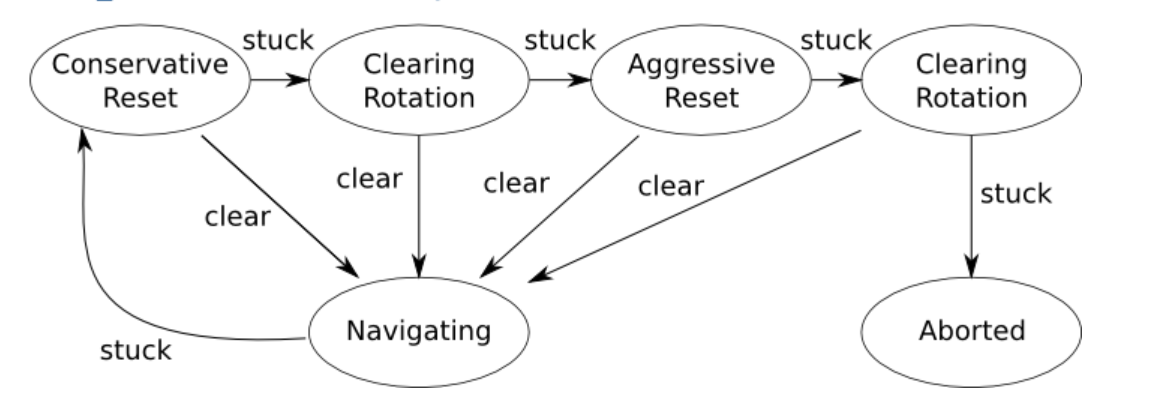 stuck
stuck
stuck
Conservative
Reset
Clearing
Rotation
Aggressive
Reset
Clearing
Rotation
clear
clear
clear
clear
stuck
Navigating
Aborted
stuck